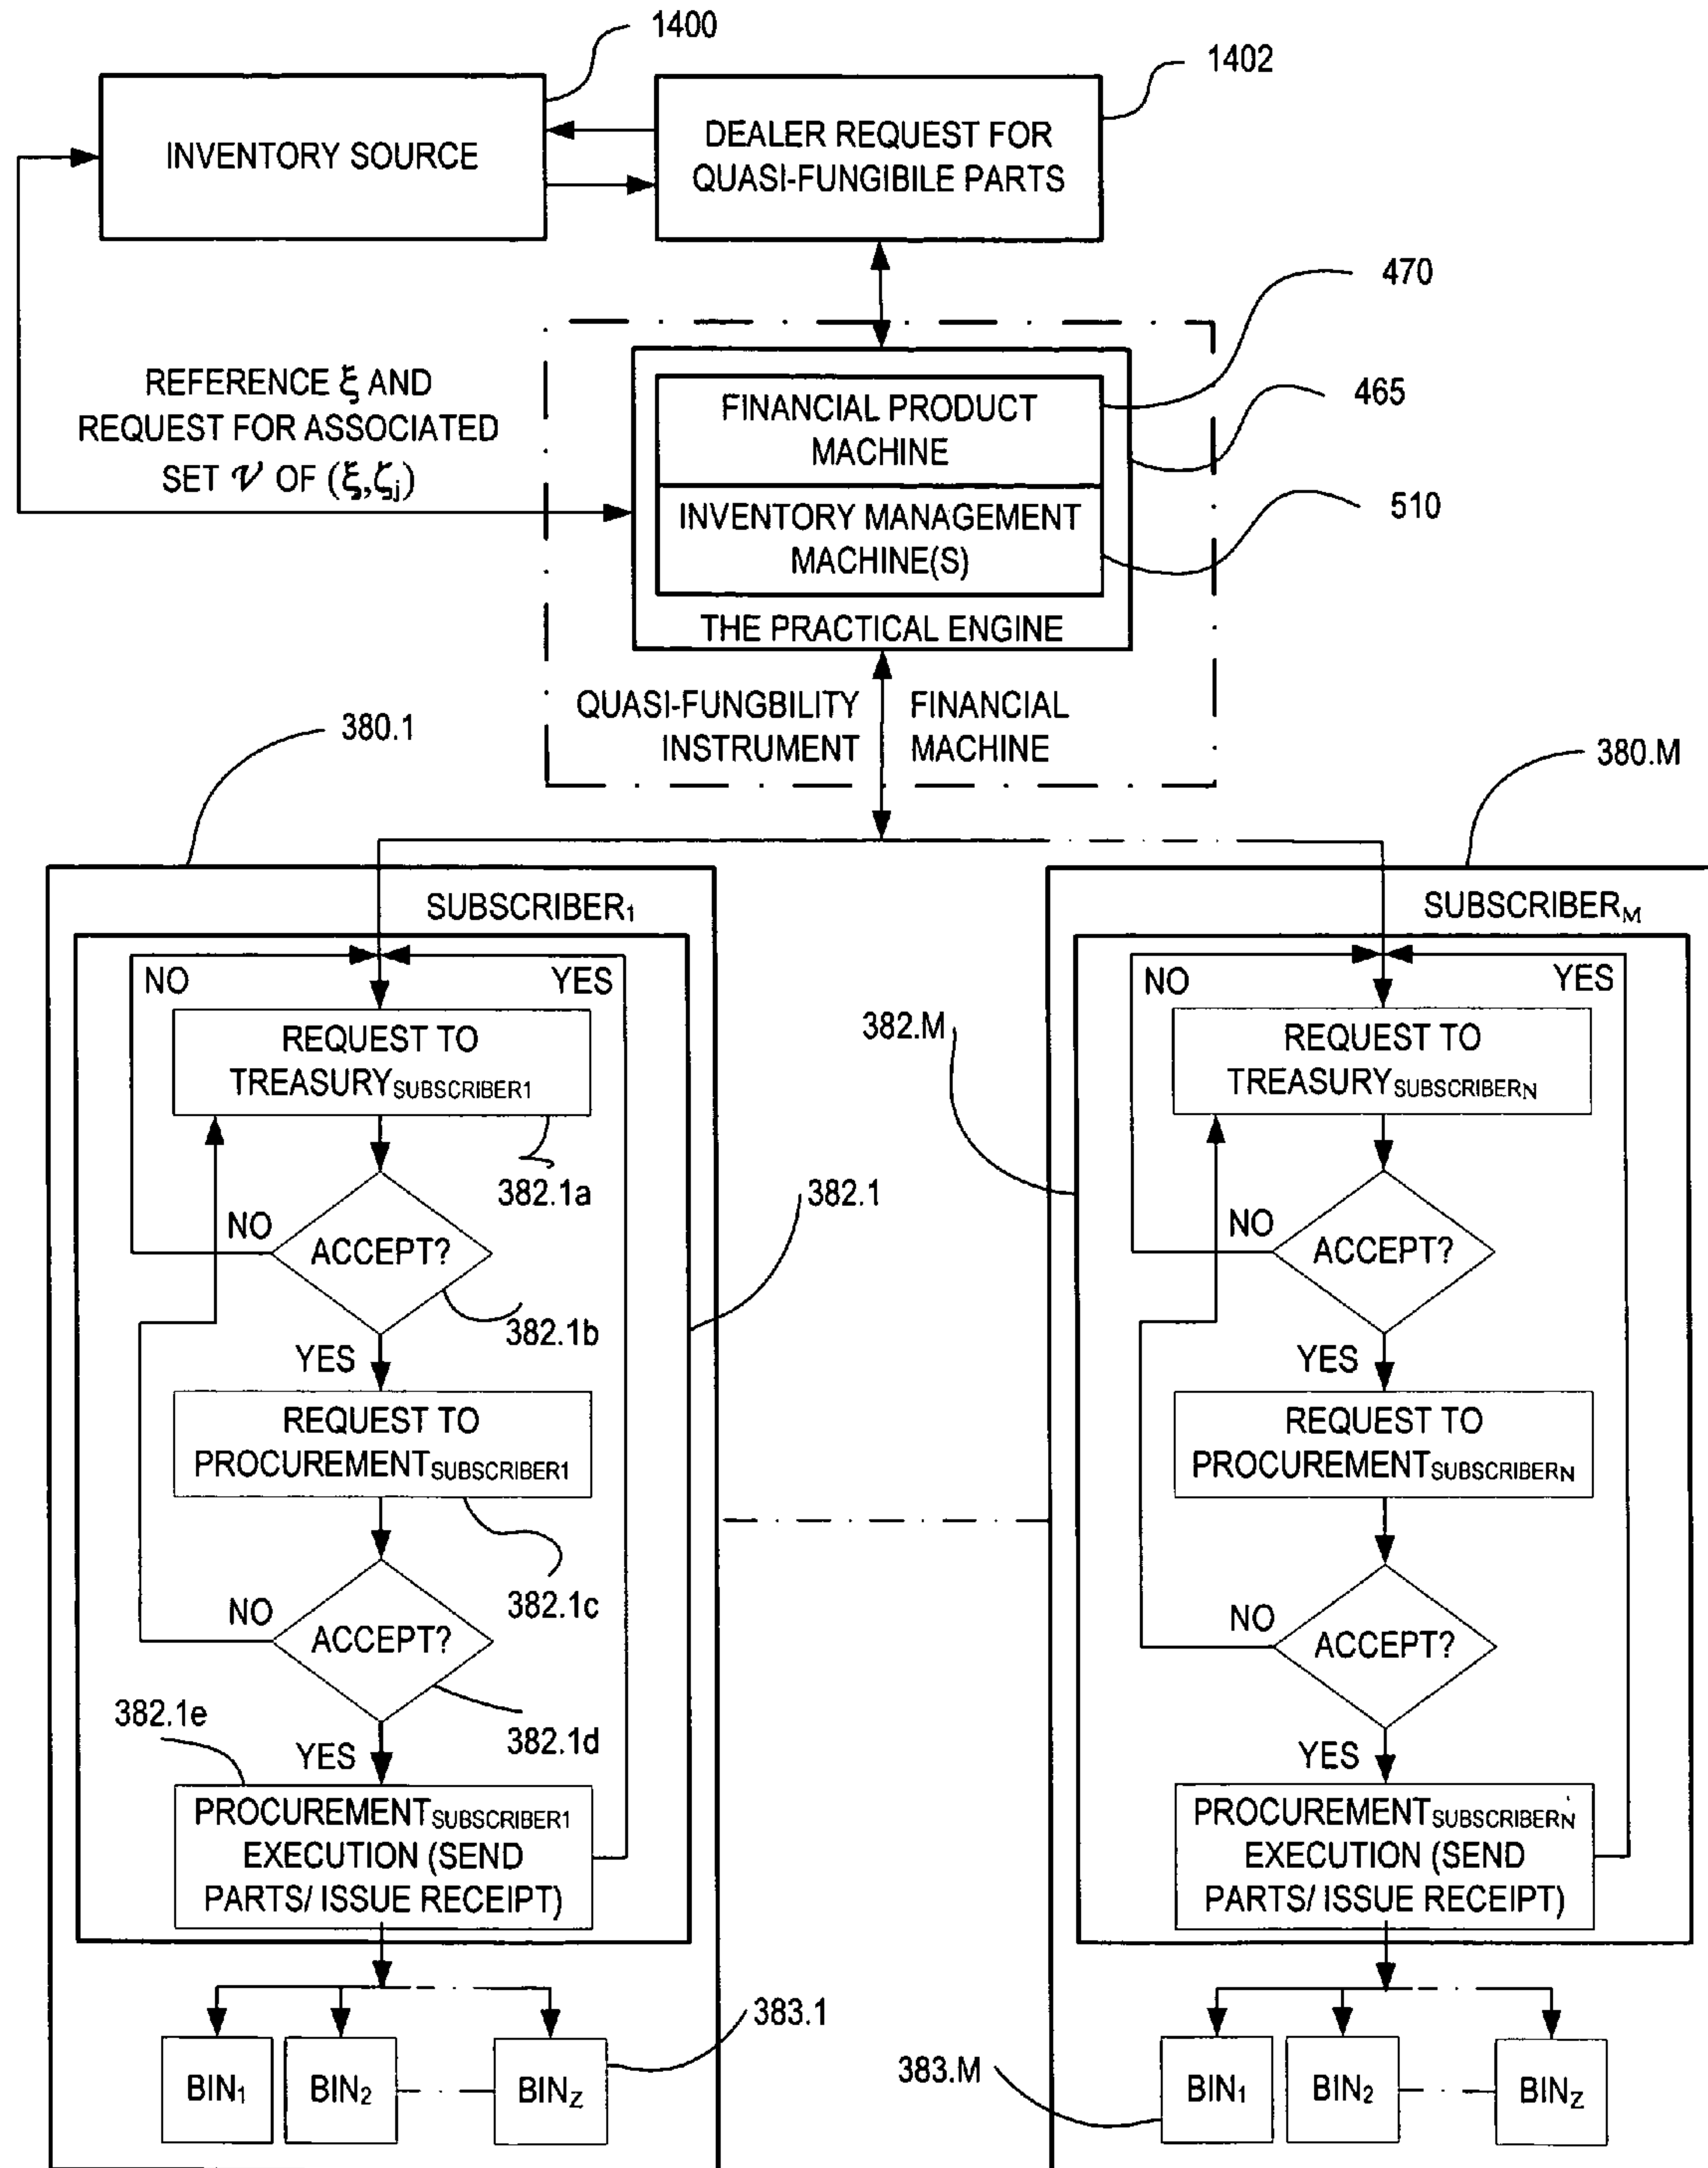 1400
1402
INVENTORY SOURCE
DEALER REQUEST FOR
QUASI-FUNGIBILE PARTS
470
465
510
REFERENCE ξ AND
REQUEST FOR ASSOCIATED
SET 𝒱 OF (ξ,ζj)
FINANCIAL PRODUCT
MACHINE
INVENTORY MANAGEMENT
MACHINE(S)
THE PRACTICAL ENGINE
QUASI-FUNGBILITY
INSTRUMENT
FINANCIAL
MACHINE
380.1
380.M
SUBSCRIBER1
NO
YES
REQUEST TO
TREASURYSUBSCRIBER1
382.1a
NO
ACCEPT?
382.1
382.1b
YES
REQUEST TO
PROCUREMENTSUBSCRIBER1
382.1c
NO
ACCEPT?
382.1e
382.1d
YES
PROCUREMENTSUBSCRIBER1
EXECUTION (SEND
PARTS/ ISSUE RECEIPT)
BIN1
BIN2
BINZ
383.1
SUBSCRIBERM
NO
YES
382.M
REQUEST TO
TREASURYSUBSCRIBERN
NO
ACCEPT?
YES
REQUEST TO
PROCUREMENTSUBSCRIBERN
NO
ACCEPT?
YES
PROCUREMENTSUBSCRIBERN
EXECUTION (SEND
PARTS/ ISSUE RECEIPT)
383.M
BIN1
BIN2
BINZ